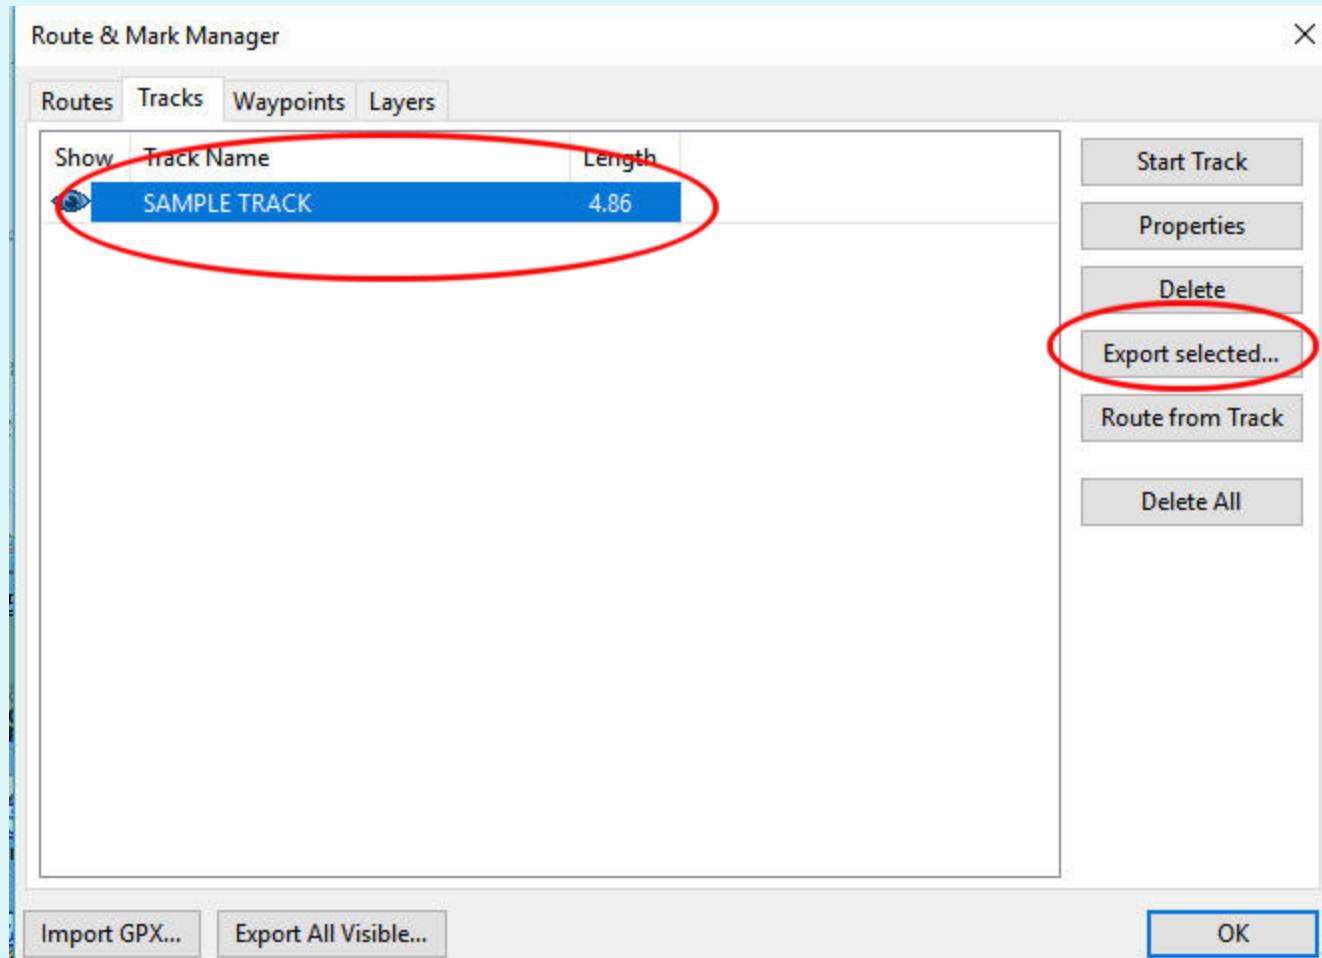 Route & Mark Manager
Routes Tracks Waypoints Layers
Show Track Name Length
SAMPLE TRACK 4.86
Start Track
Properties
Delete
Export selected...
Route from Track
Delete All
Import GPX... Export All Visible... OK